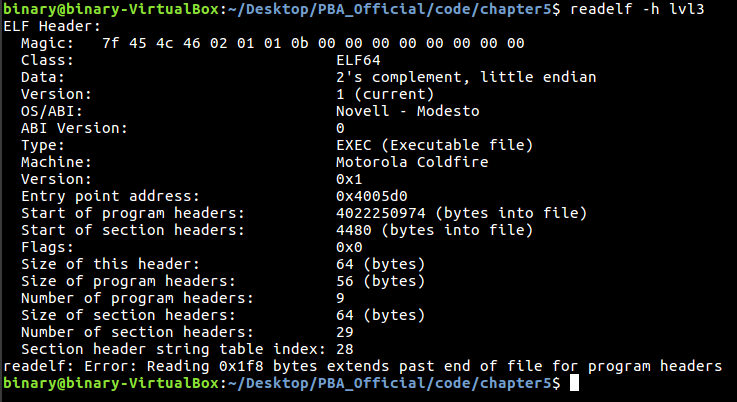 binary@binary-VirtualBox:~/Desktop/PBA_Official/code/chapter5$ readelf -h lvl3
ELF Header:
  Magic:   7f 45 4c 46 02 01 01 0b 00 00 00 00 00 00 00 00
  Class:                             ELF64
  Data:                              2's complement, little endian
  Version:                           1 (current)
  OS/ABI:                            Novell - Modesto
  ABI Version:                       0
  Type:                              EXEC (Executable file)
  Machine:                           Motorola Coldfire
  Version:                           0x1
  Entry point address:               0x4005d0
  Start of program headers:          4022250974 (bytes into file)
  Start of section headers:          4480 (bytes into file)
  Flags:                             0x0
  Size of this header:               64 (bytes)
  Size of program headers:           56 (bytes)
  Number of program headers:         9
  Size of section headers:           64 (bytes)
  Number of section headers:         29
  Section header string table index: 28
readelf: Error: Reading 0x1f8 bytes extends past end of file for program headers
binary@binary-VirtualBox:~/Desktop/PBA_Official/code/chapter5$